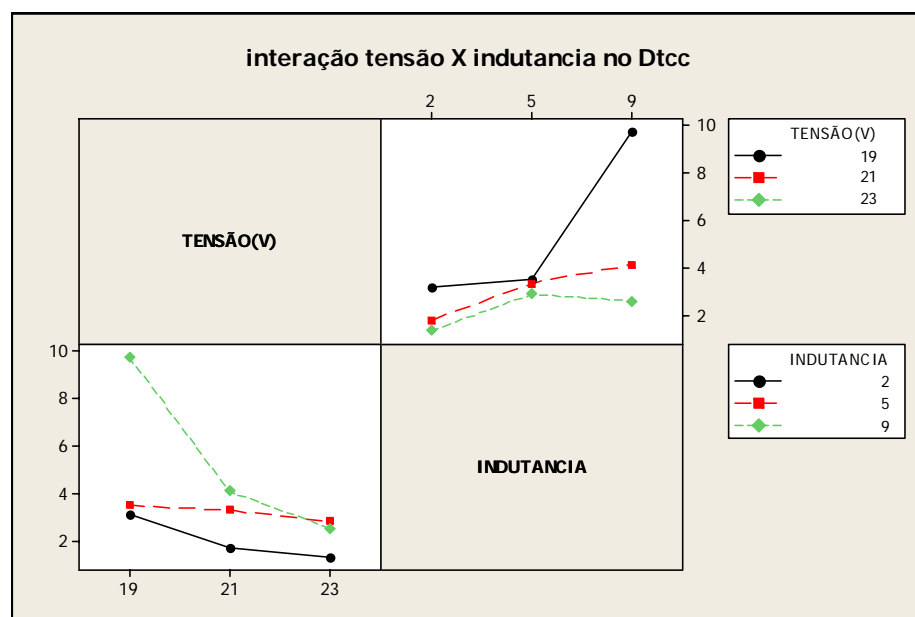 interação tensão X indutancia no Dtcc
2 5 9
TENSÃO(V)
10
8
6
4
2
TENSÃO(V)
19
21
23
10
8
6
4
2
INDUTANCIA
INDUTANCIA
2
5
9
19 21 23